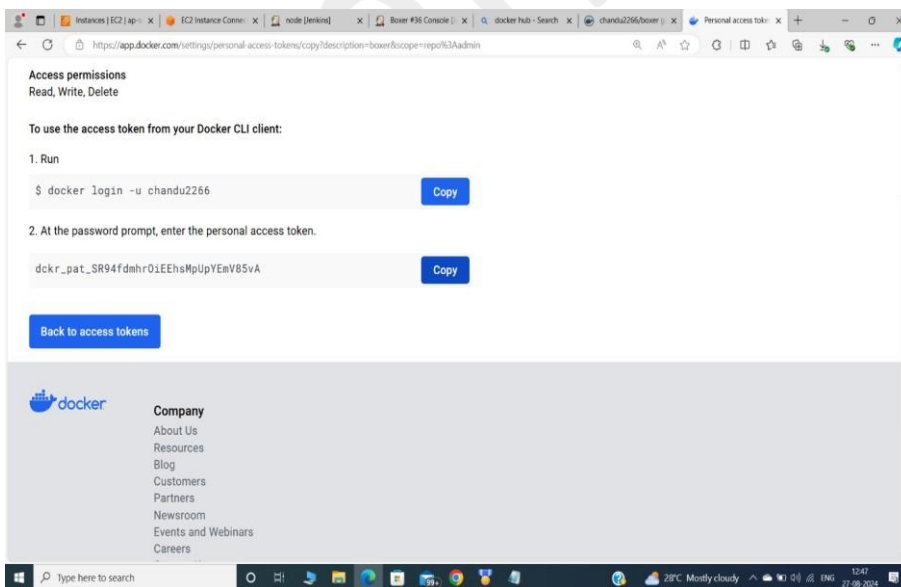 Instances | EC2 | ap-s
EC2 Instance Connec
node [Jenkins]
Boxer #36 Console [J
docker hub - Search
chandu2266/boxer g
Personal access toke
https://app.docker.com/settings/personal-access-tokens/copy?description=boxer&scope=repo%3Aadmin
Access permissions
Read, Write, Delete
To use the access token from your Docker CLI client:
1. Run
$ docker login -u chandu2266
Copy
2. At the password prompt, enter the personal access token.
dckr_pat_SR94fdmhrOiEEhsMpUpYEmV85vA
Copy
Back to access tokens
docker
Company
About Us
Resources
Blog
Customers
Partners
Newsroom
Events and Webinars
Careers
Type here to search
99+
28°C Mostly cloudy
ENG
12:47
27-08-2024